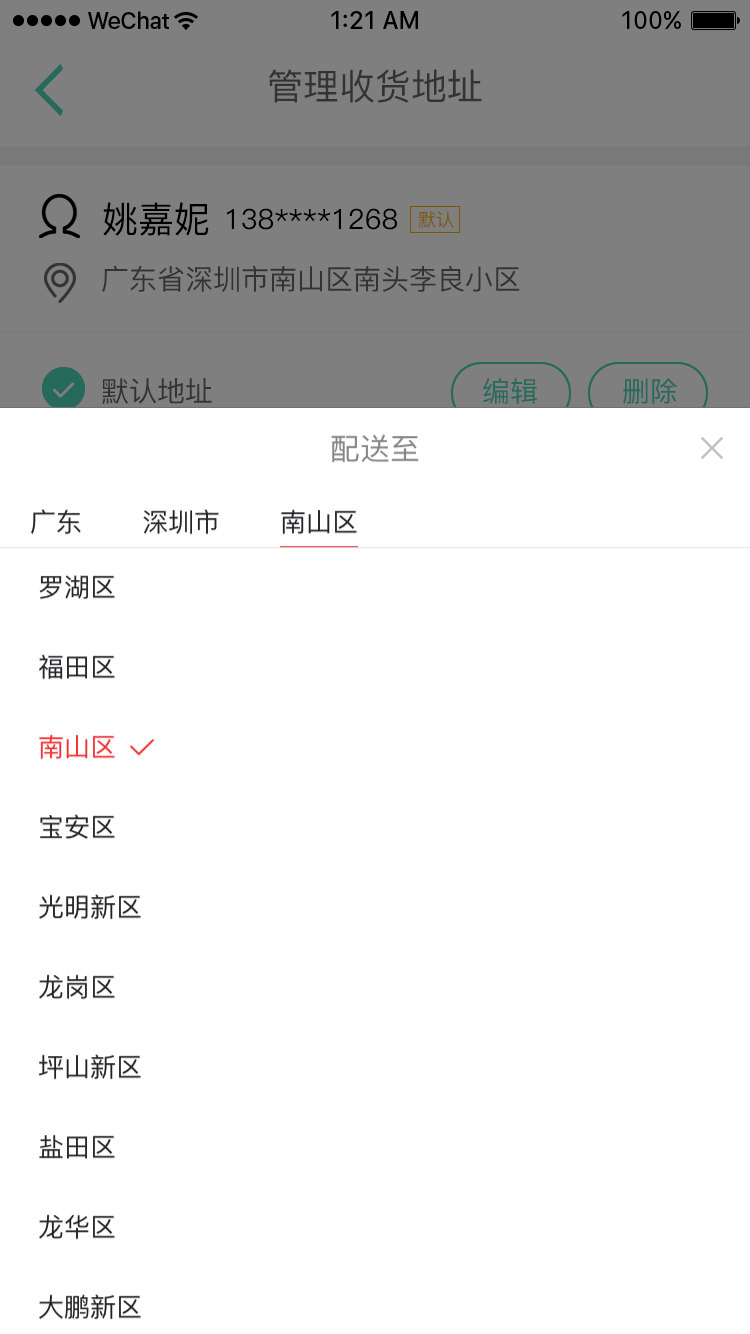 WeChat 1:21 AM 100%
管理收货地址
姚嘉妮 138****1268 默认
广东省深圳市南山区南头李良小区
默认地址 编辑 删除
配送至
广东 深圳市 南山区
罗湖区
福田区
南山区
宝安区
光明新区
龙岗区
坪山新区
盐田区
龙华区
大鹏新区